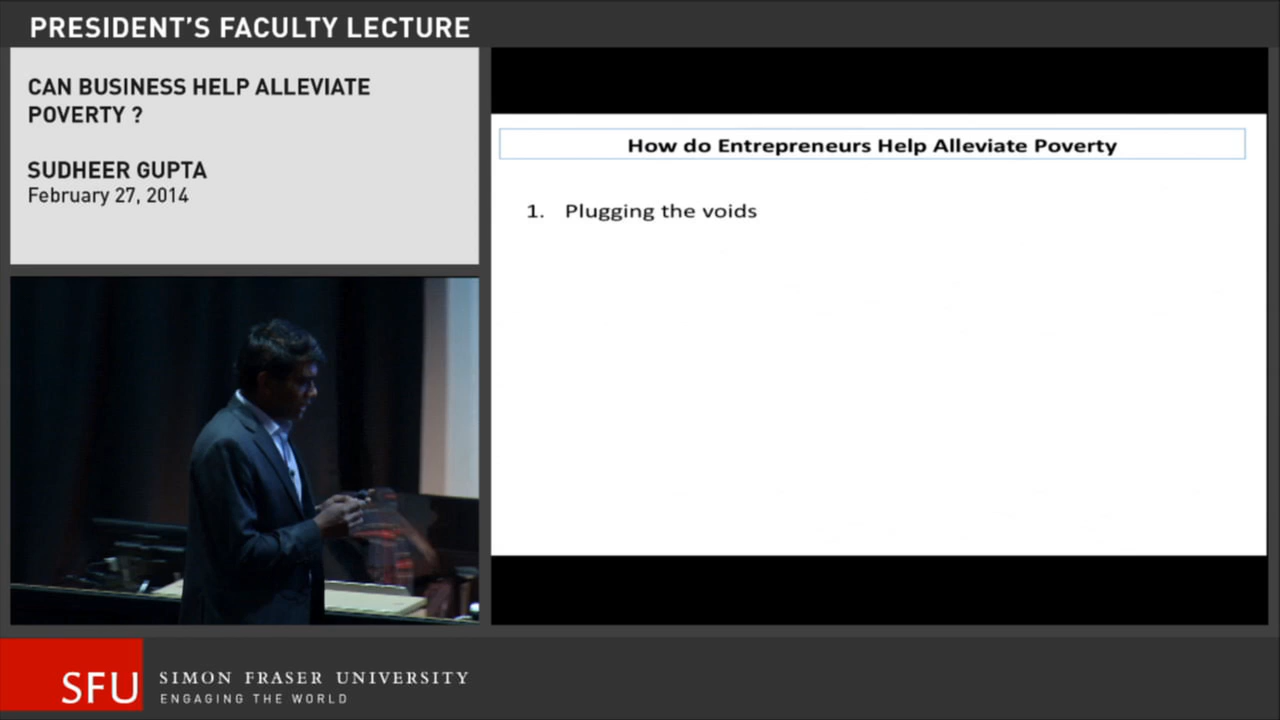 PRESIDENT'S FACULTY LECTURE
CAN BUSINESS HELP ALLEVIATE
POVERTY ?
SUDHEER GUPTA
February 27, 2014
How do Entrepreneurs Help Alleviate Poverty
1. Plugging the voids
SFU
SIMON FRASER UNIVERSITY
ENGAGING THE WORLD